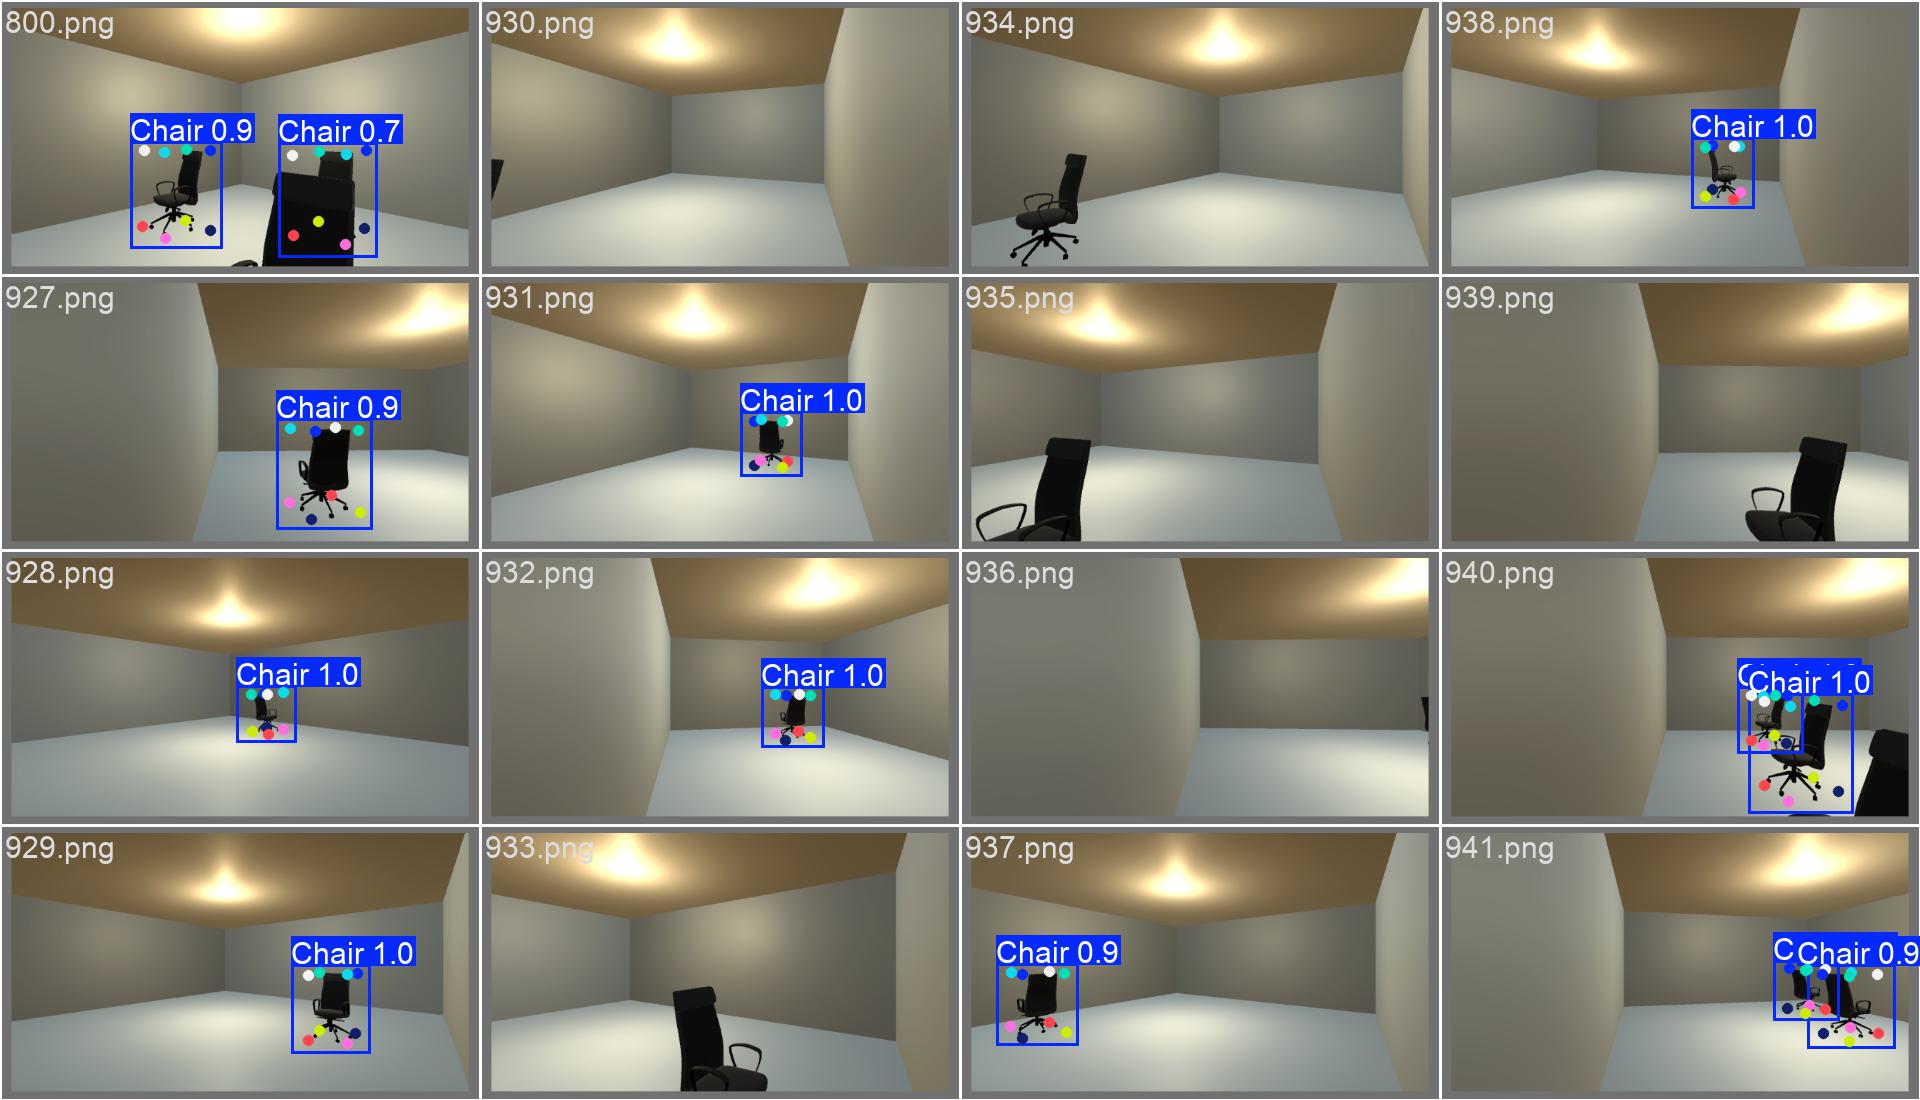 800.png
Chair 0.9
Chair 0.7
930.png
934.png
938.png
Chair 1.0
927.png
Chair 0.9
931.png
Chair 1.0
935.png
939.png
928.png
Chair 1.0
932.png
Chair 1.0
936.png
940.png
Chair 1.0
929.png
Chair 1.0
933.png
937.png
Chair 0.9
941.png
C
Chair 0.9